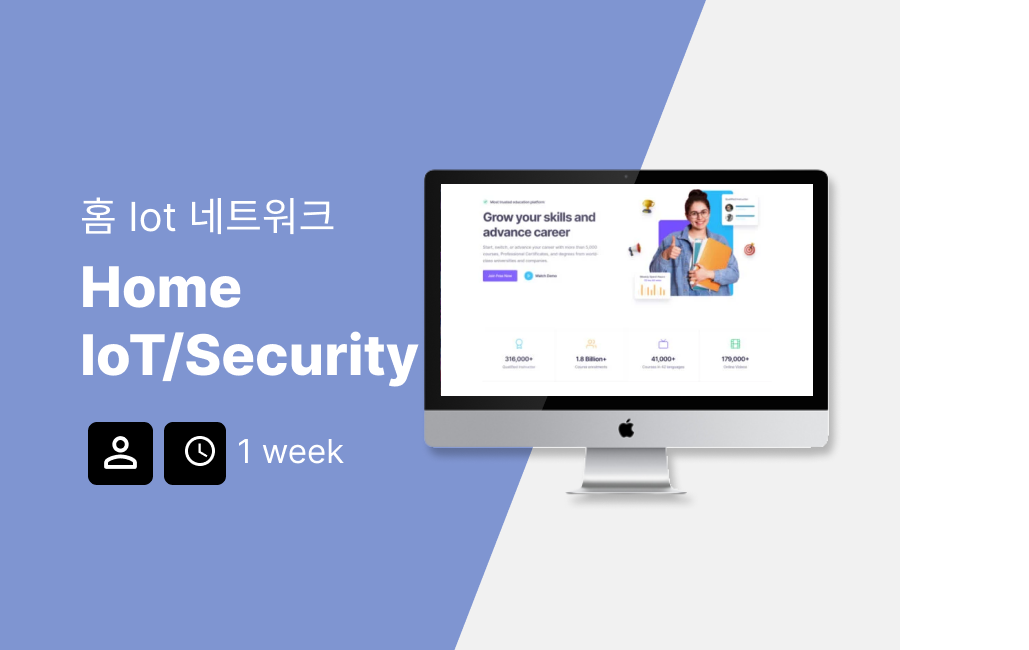 홈 Iot 네트워크
Home
IoT/Security
1 week
Most trusted education platform
Grow your skills and
advance career
Start, switch, or advance your career with more than 5,000
courses, Professional Certificates, and degrees from world-
class universities and companies.
Join Free Now
Watch Demo
316,000+
1.8 Billion+
41,000+
179,000+
Qualified Instructor
Course enrolments
Courses in 42 languages
Online Videos